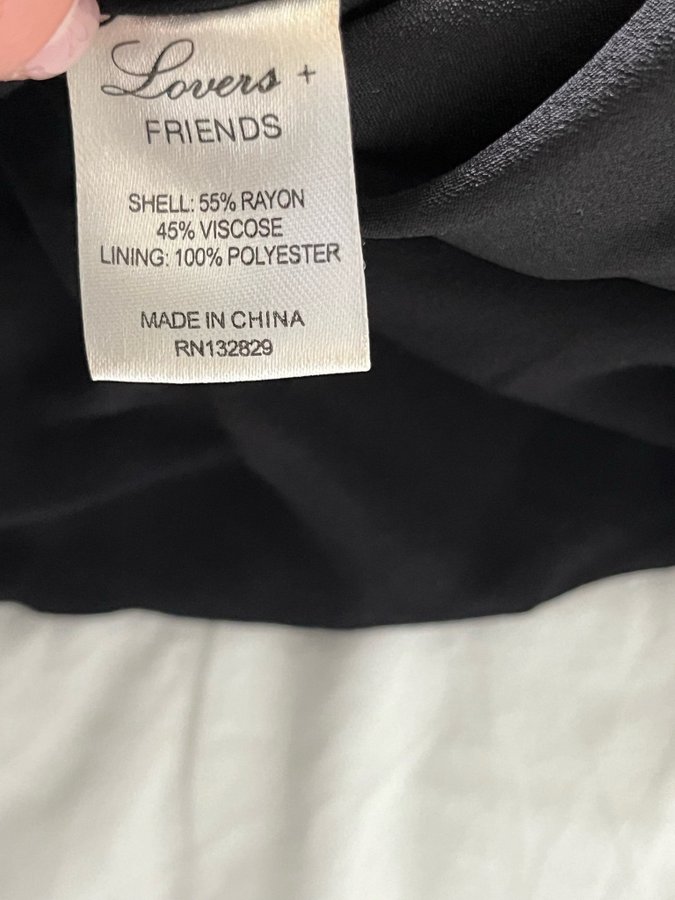 Lovers +
FRIENDS
SHELL: 55% RAYON
45% VISCOSE
LINING: 100% POLYESTER
MADE IN CHINA
RN132829